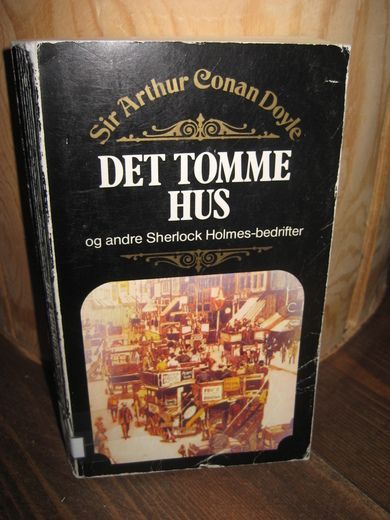 Sir Arthur Conan Doyle
DET TOMME
HUS
og andre Sherlock Holmes-bedrifter